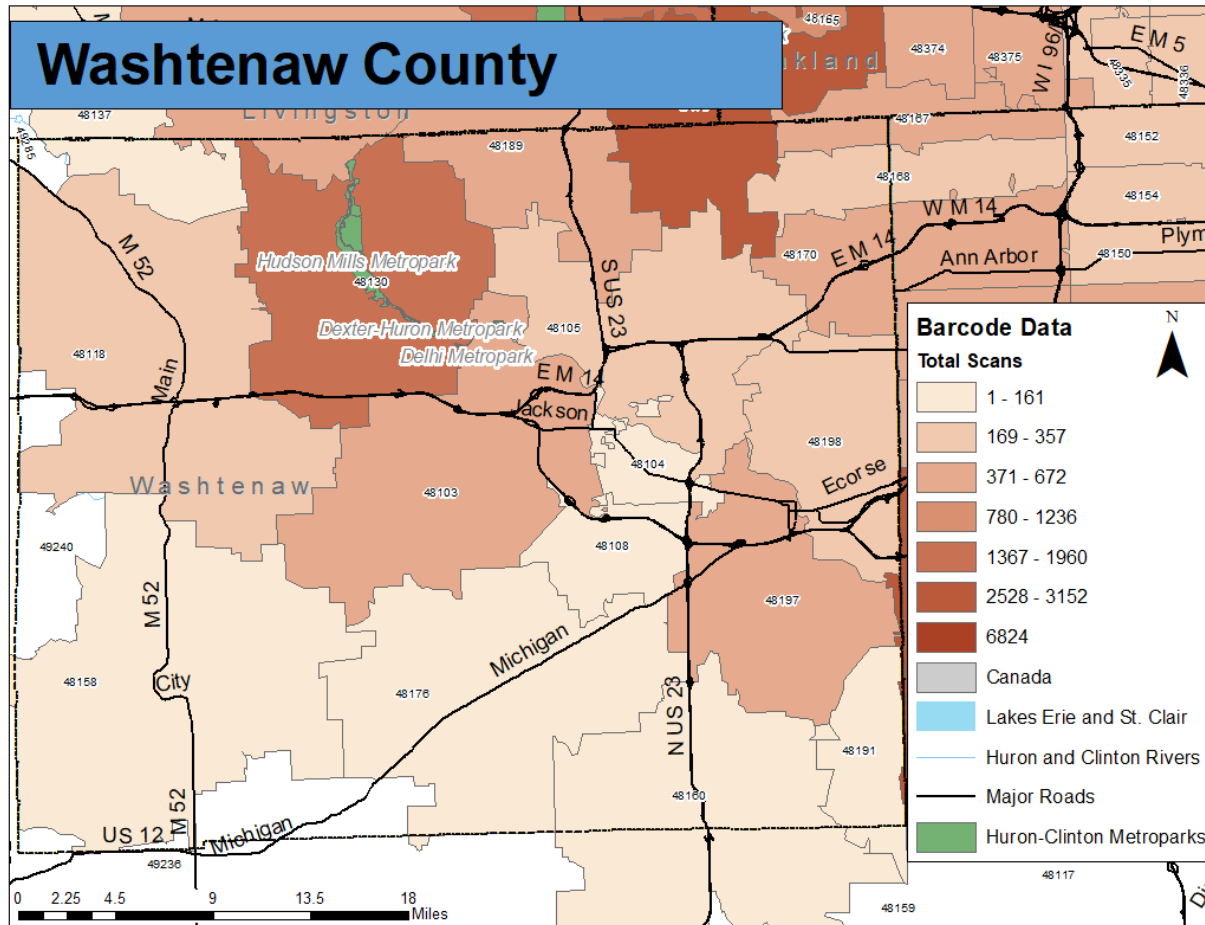 Washtenaw County
48165
kland
48374
48375
I 96
E M 5
48335
48336
48137
Livingston
48167
49285
48189
48152
48168
48154
W M 14
M 52
Hudson Mills Metropark
48130
48170
E M 14
Ann Arbor
Plym
48150
S US 23
Dexter-Huron Metropark
48105
Delhi Metropark
48118
Main
E M 14
Jackson
48198
48104
Ecorse
Washtenaw
48103
49240
48108
M 52
48197
Michigan
48158
City
48176
N US 23
48191
48160
M 52
US 12
Michigan
49236
48117
48159
0 2.25 4.5 9 13.5 18
Miles
N
Barcode Data
Total Scans
1 - 161
169 - 357
371 - 672
780 - 1236
1367 - 1960
2528 - 3152
6824
Canada
Lakes Erie and St. Clair
Huron and Clinton Rivers
Major Roads
Huron-Clinton Metroparks